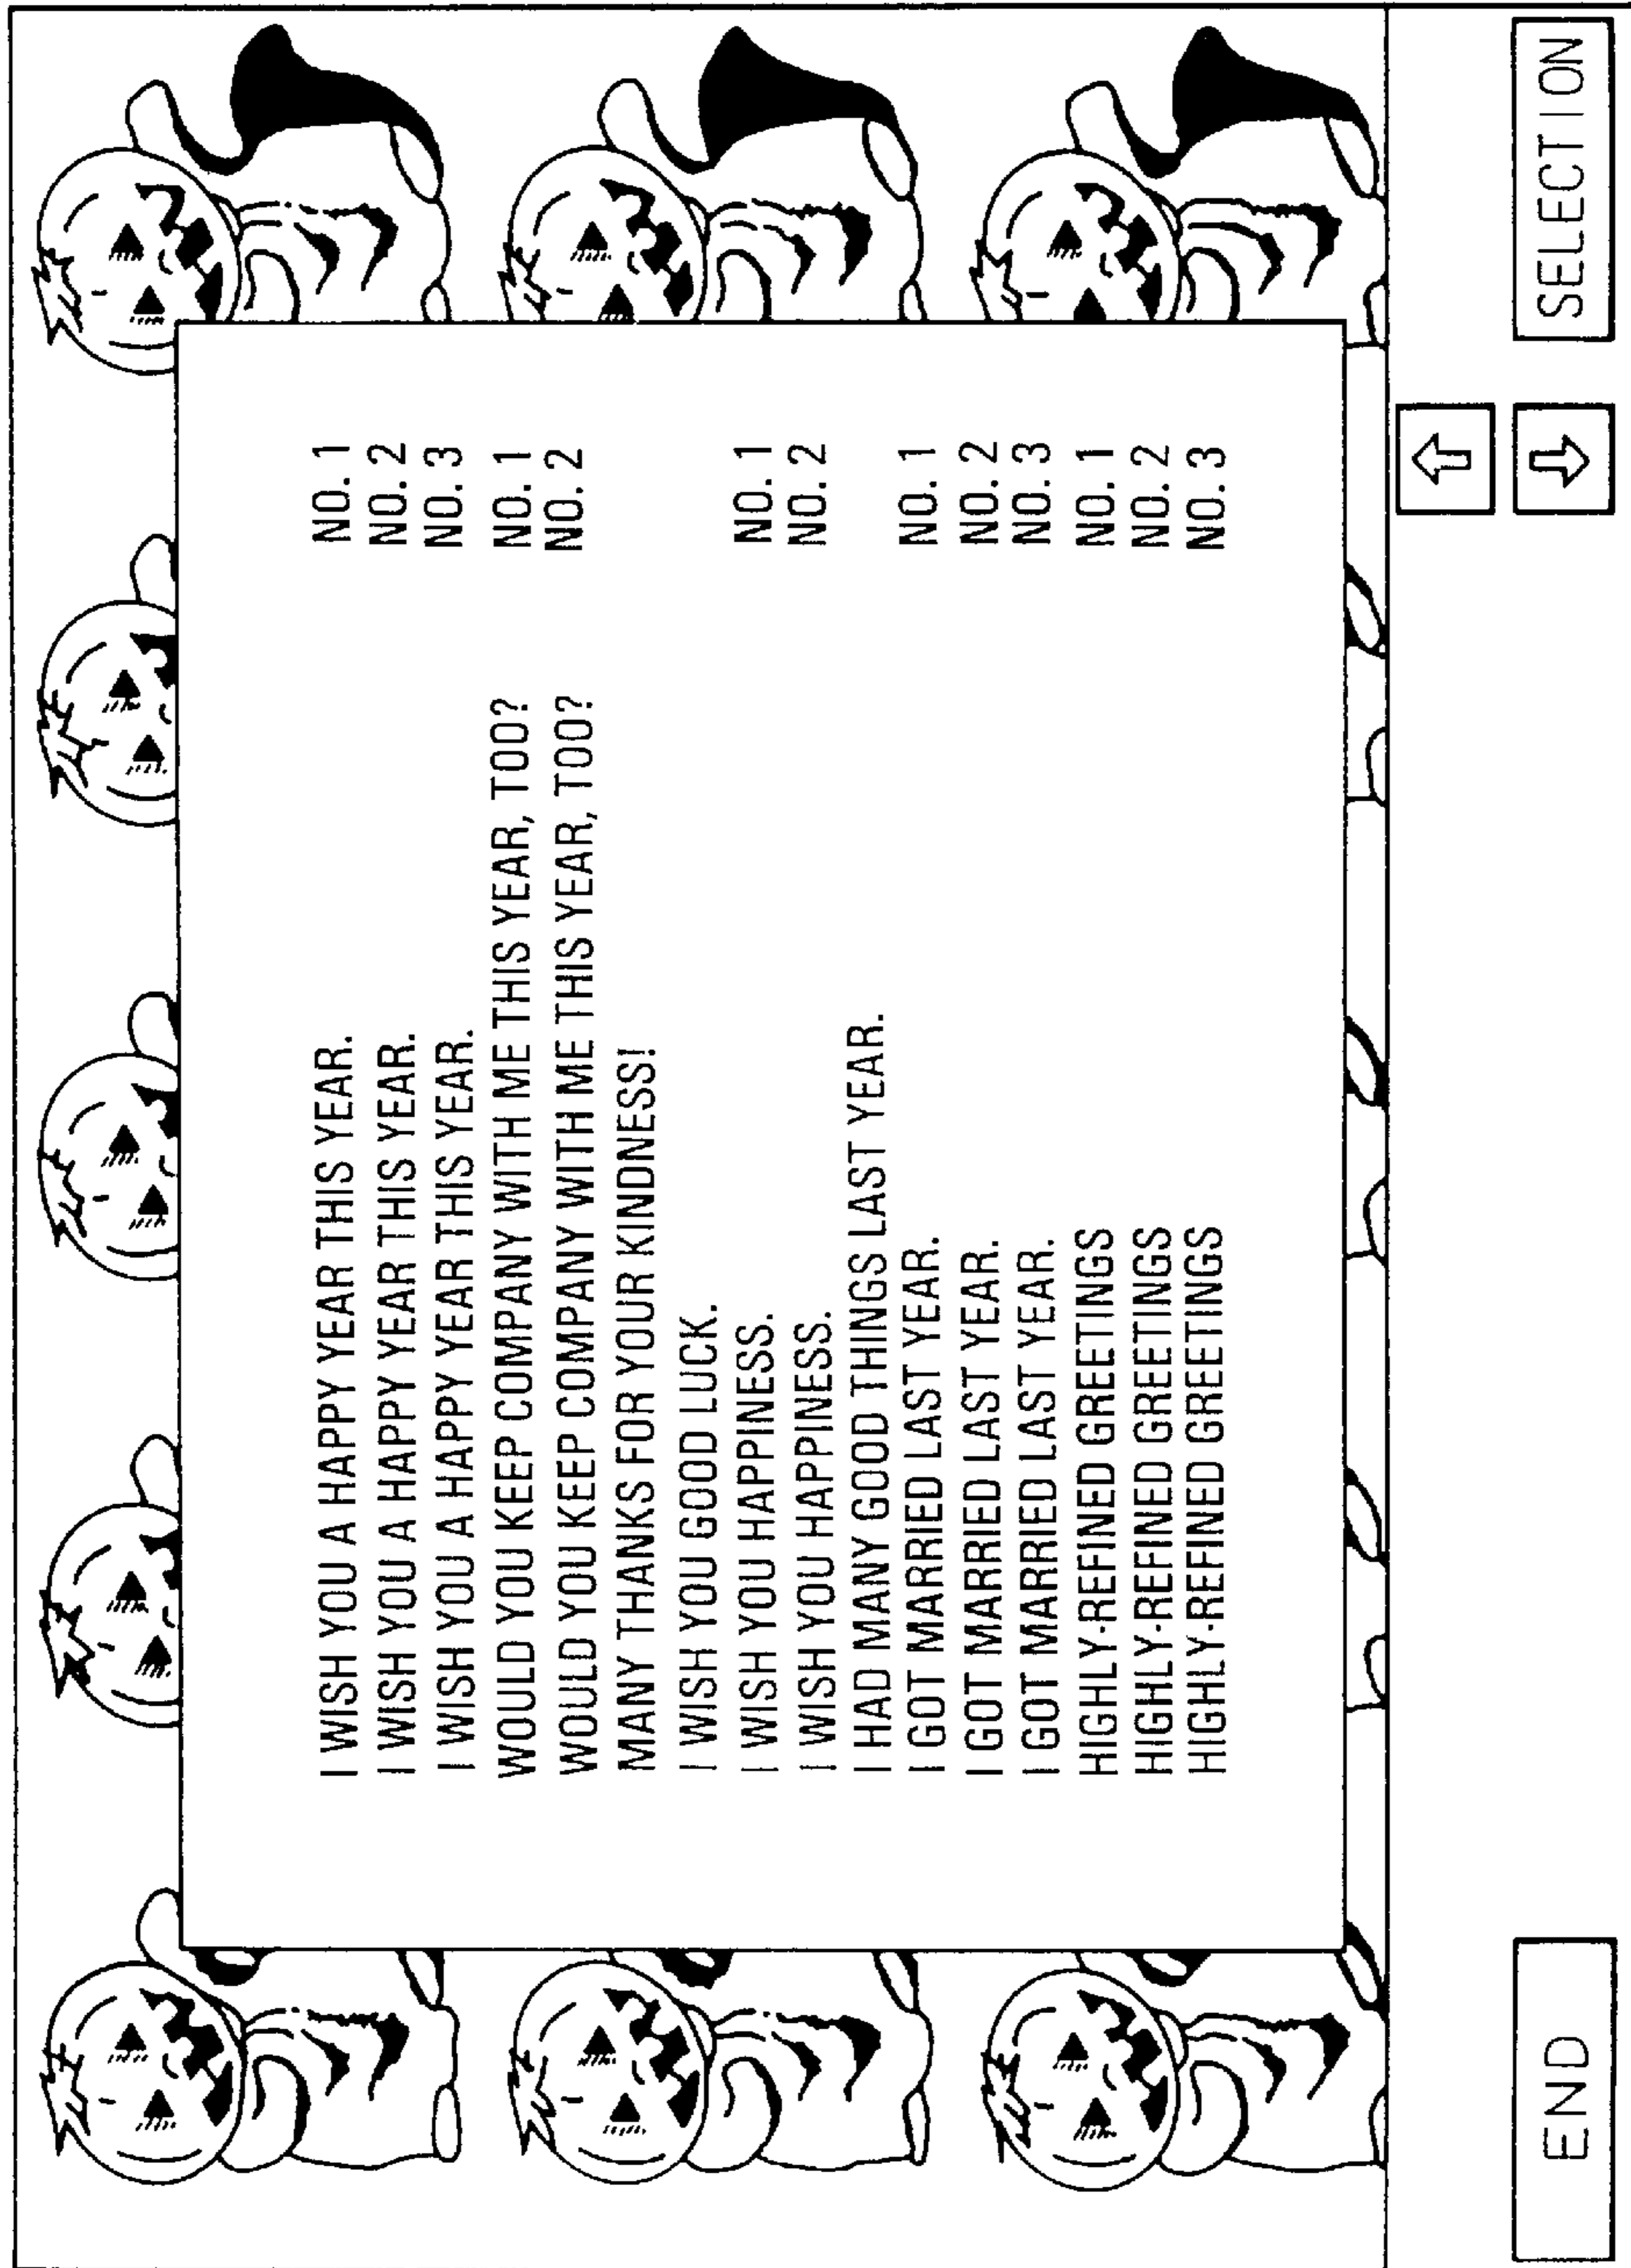 I WISH YOU A HAPPY YEAR THIS YEAR. NO. 1
I WISH YOU A HAPPY YEAR THIS YEAR. NO. 2
I WISH YOU A HAPPY YEAR THIS YEAR. NO. 3
WOULD YOU KEEP COMPANY WITH ME THIS YEAR, TOO? NO. 1
WOULD YOU KEEP COMPANY WITH ME THIS YEAR, TOO? NO. 2
MANY THANKS FOR YOUR KINDNESS!
I WISH YOU GOOD LUCK.
I WISH YOU HAPPINESS. NO. 1
I WISH YOU HAPPINESS. NO. 2
I HAD MANY GOOD THINGS LAST YEAR.
I GOT MARRIED LAST YEAR. NO. 1
I GOT MARRIED LAST YEAR. NO. 2
I GOT MARRIED LAST YEAR. NO. 3
HIGHLY-REFINED GREETINGS NO. 1
HIGHLY-REFINED GREETINGS NO. 2
HIGHLY-REFINED GREETINGS NO. 3
END
SELECTION